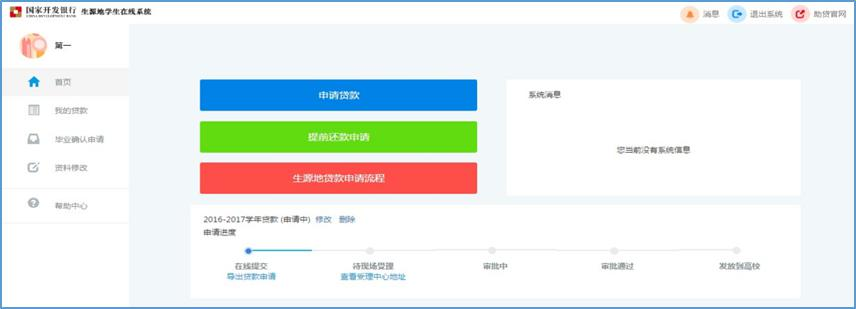 国家开发银行 生源地学生在线系统
CHINA DEVELOPMENT BANK
消息 退出系统 助贷官网
第一
首页
我的贷款
毕业确认申请
资料修改
帮助中心
申请贷款
提前还款申请
生源地贷款申请流程
系统消息
您当前没有系统信息
2016-2017学年贷款 (申请中) 修改 删除
申请进度
在线提交 待现场受理 审批中 审批通过 发放到高校
导出贷款申请 查看受理中心地址